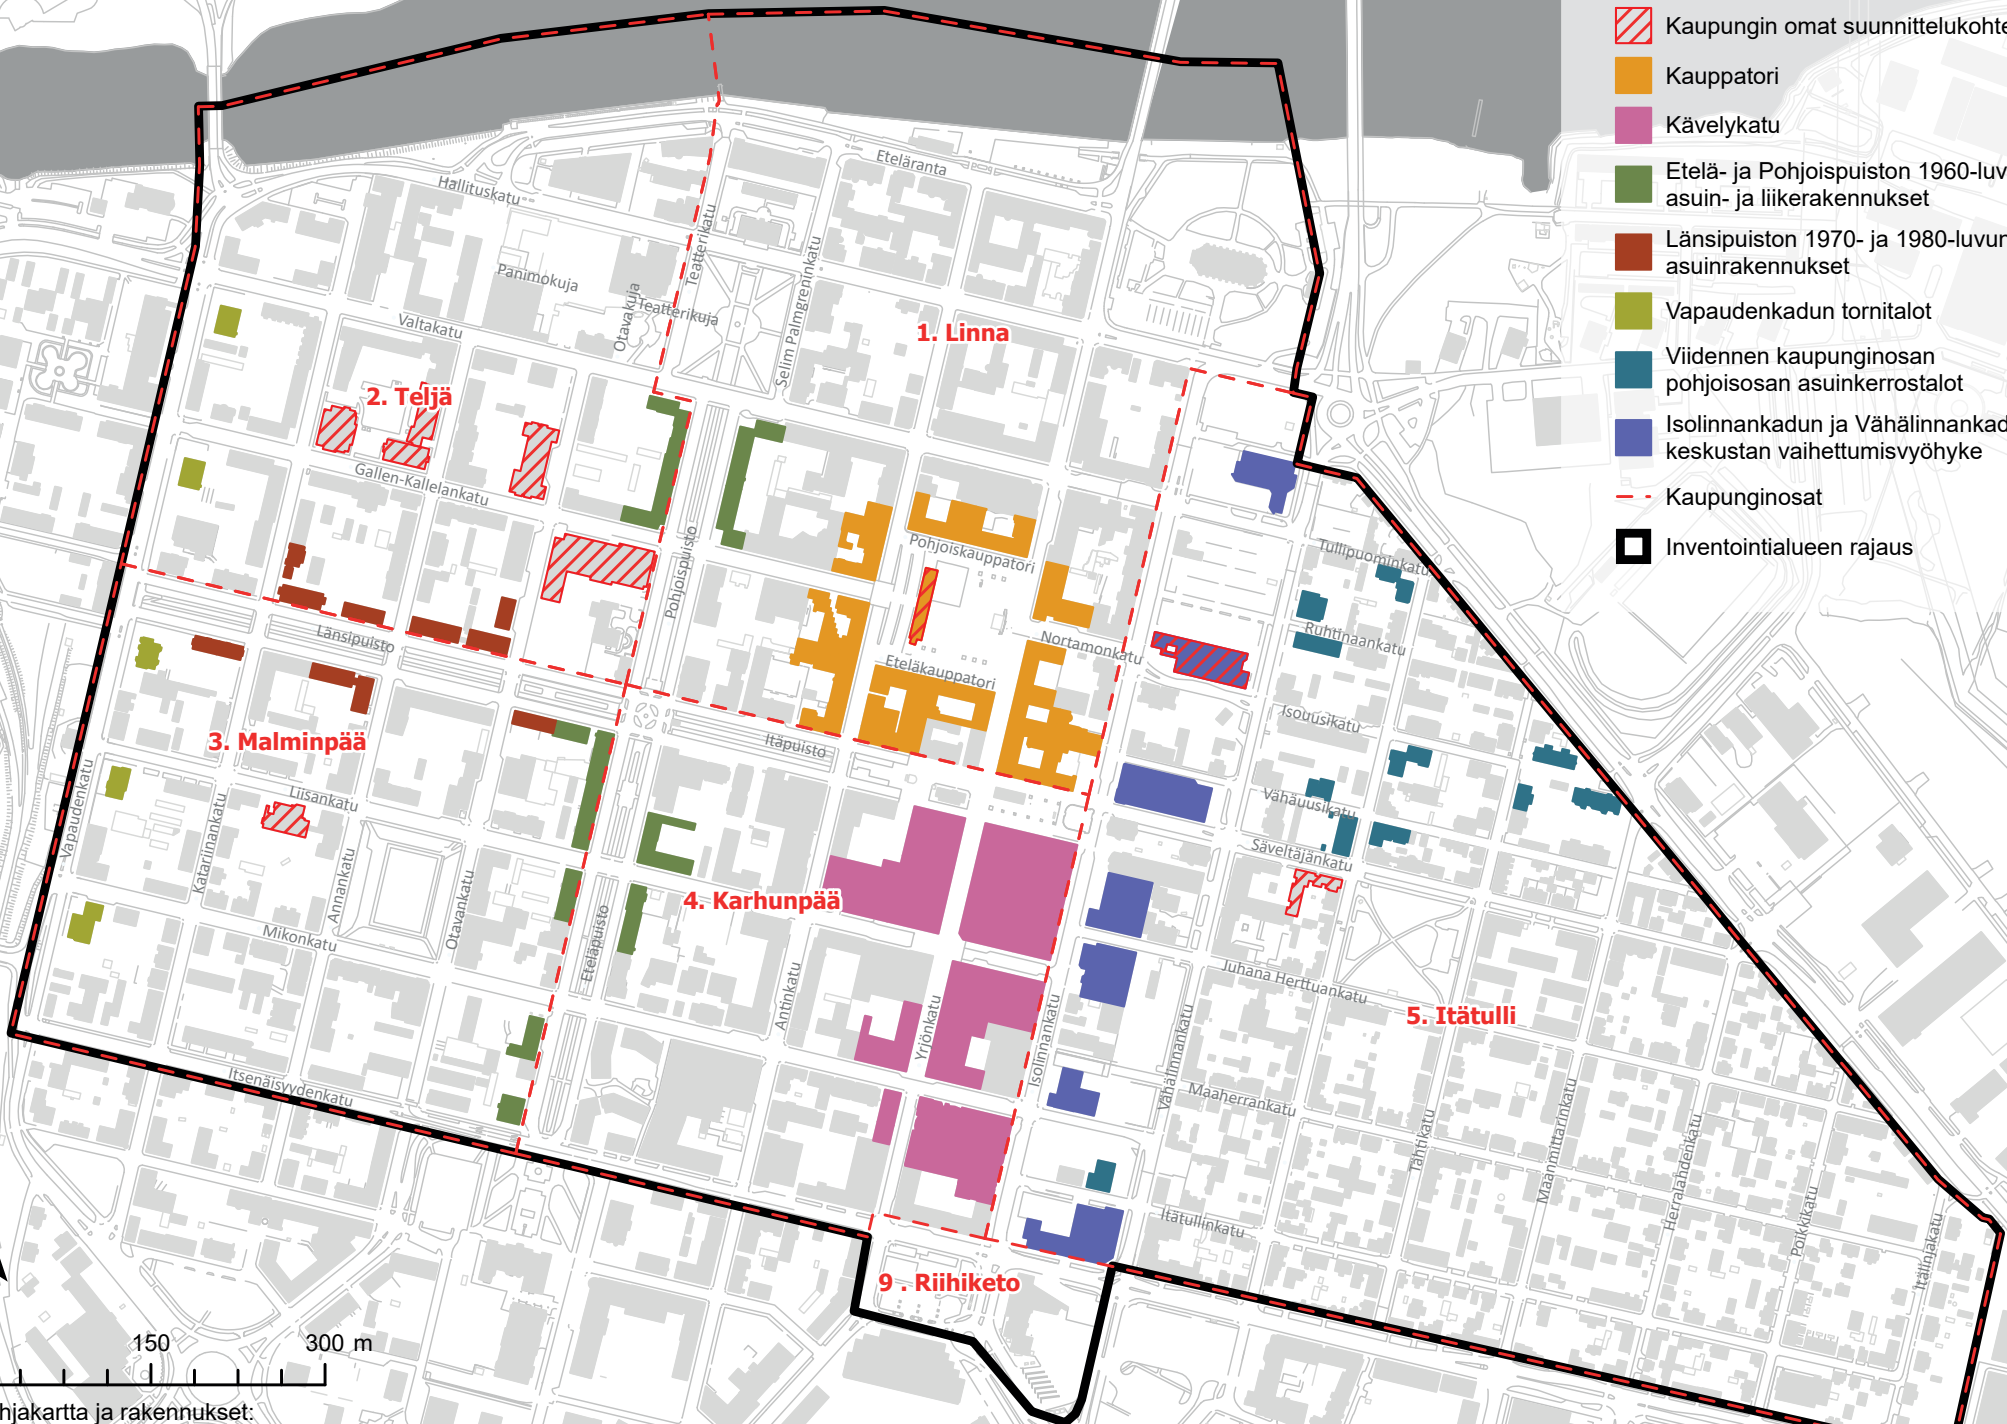 Kaupungin omat suunnittelukohte
Kauppatori
Kävelykatu
Etelä- ja Pohjoispuiston 1960-luv
asuin- ja liikerakennukset
Länsipuiston 1970- ja 1980-luvun
asuinrakennukset
Vapaudenkadun tornitalot
Viidennen kaupunginosan
pohjoisosan asuinkerrostalot
Isolinnankadun ja Vähälinnankad
keskustan vaihettumisvyöhyke
Kaupunginosat
Inventointialueen rajaus
Eteläranta
Hallituskatu
Teatterikatu
Panimokuja
Otavakuja
Teatterikuja
Selim Palmgreninkatu
Valtakatu
1. Linna
2. Teljä
Gallen-Kallelankatu
Pohjoispuisto
Pohjoiskauppatori
Tullipuominkatu
Ruhtinaankatu
Nortamonkatu
Länsipuisto
Eteläkauppatori
Isouusikatu
Itäpuisto
3. Malminpää
Vapaudenkatu
Liisankatu
Katariinankatu
Vähäuusikatu
Säveltäjänkatu
Annankatu
Otavankatu
4. Karhunpää
Mikonkatu
Eteläpuisto
Antinkatu
Yrjönkatu
Isolinnankatu
Vähälinnankatu
Juhana Herttuankatu
5. Itätulli
Itsenäisyydenkatu
Maaherrankatu
Tähtikatu
Maanmittarinkatu
Herralahdenkatu
Poikkikatu
Itälinjakatu
Itätullinkatu
9 . Riihiketo
150
300 m
hjakartta ja rakennukset: